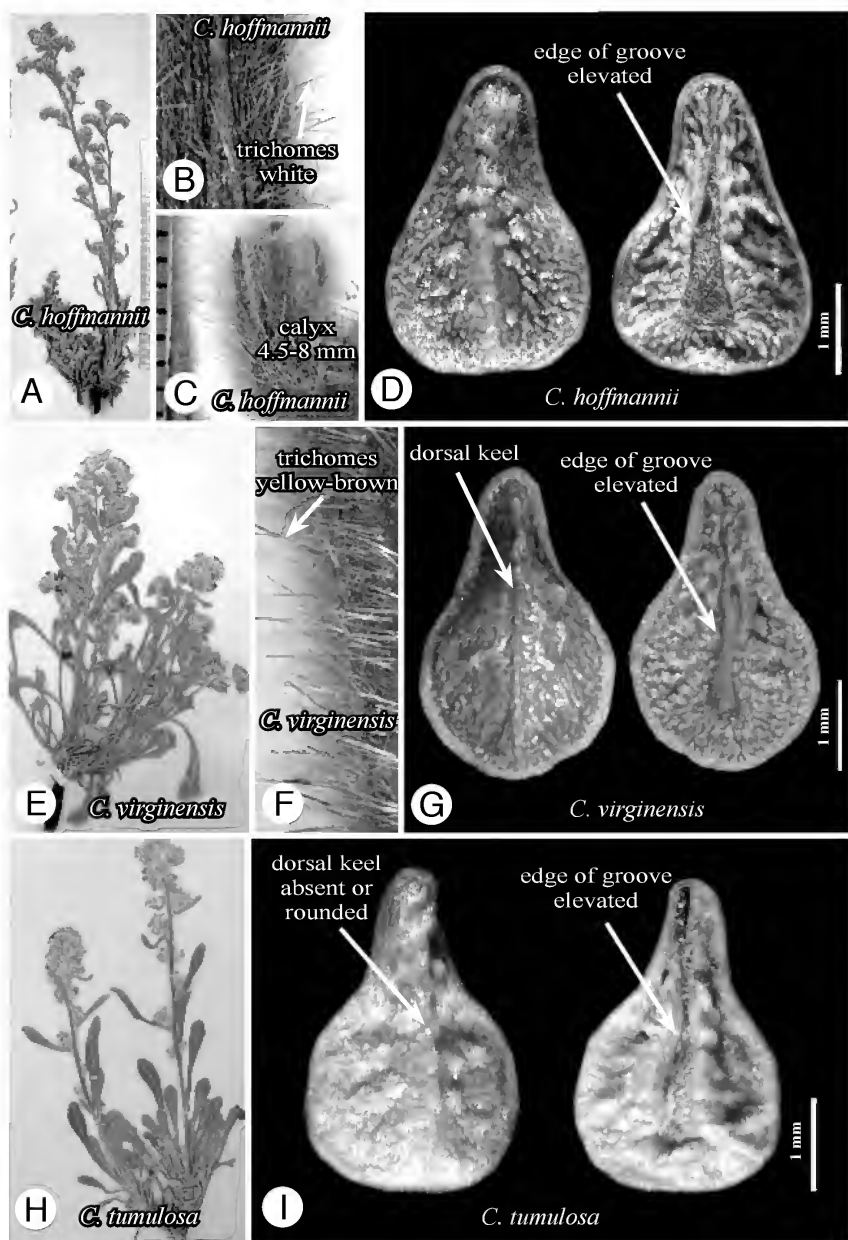 C. hoffmannii
A
C. hoffmannii
trichomes
white
B
calyx
4.5-8 mm
C
C. hoffmannii
edge of groove
elevated
1 mm
D
C. hoffmannii
trichomes
yellow-brown
E
C. virginensis
C. virginensis
F
dorsal keel
edge of groove
elevated
1 mm
G
C. virginensis
H
C. tumulosa
dorsal keel
absent or
rounded
edge of groove
elevated
1 mm
I
C. tumulosa